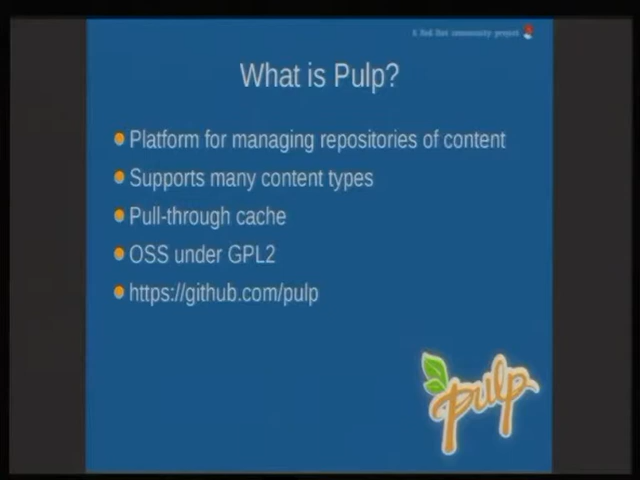 A Red Hat community project
What is Pulp?
Platform for managing repositories of content
Supports many content types
Pull-through cache
OSS under GPL2
https://github.com/pulp
pulp